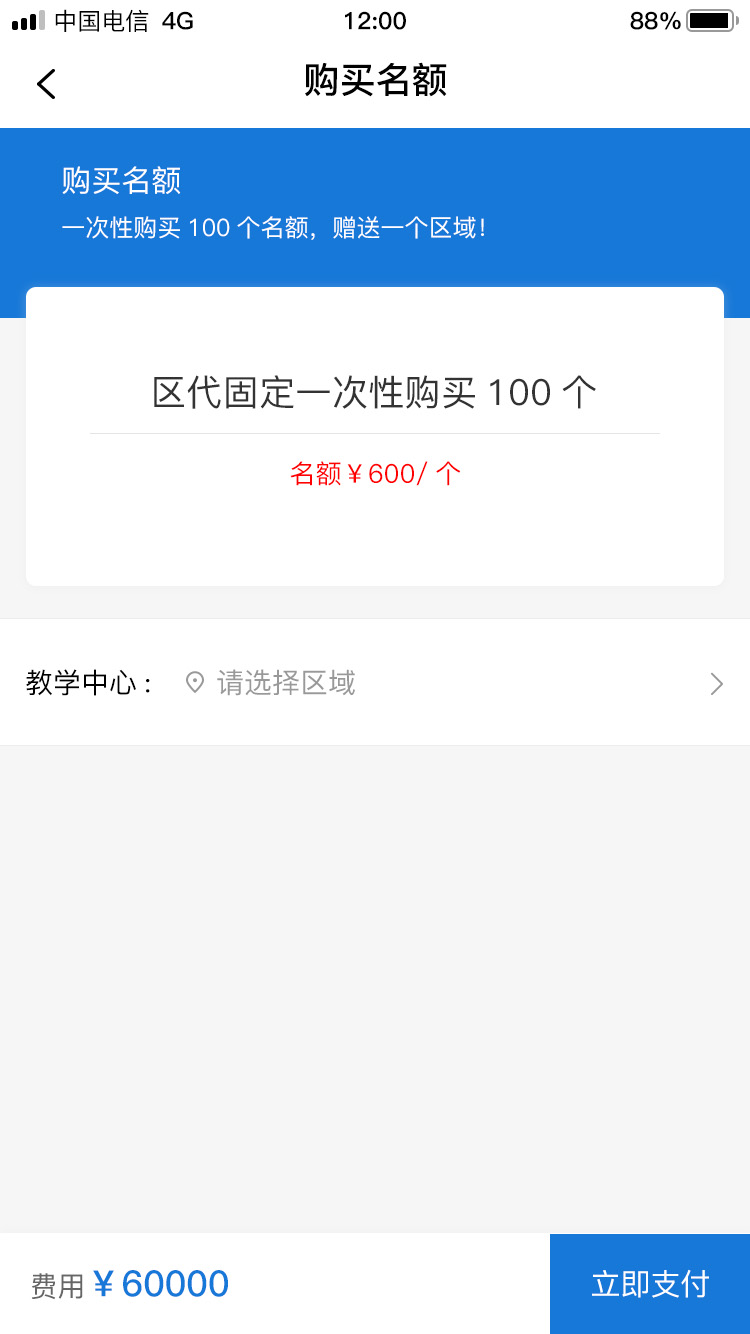 中国电信 4G 12:00 88%
购买名额
购买名额
一次性购买 100 个名额，赠送一个区域！
区代固定一次性购买 100 个
名额￥600/ 个
教学中心： 请选择区域
费用￥60000 立即支付